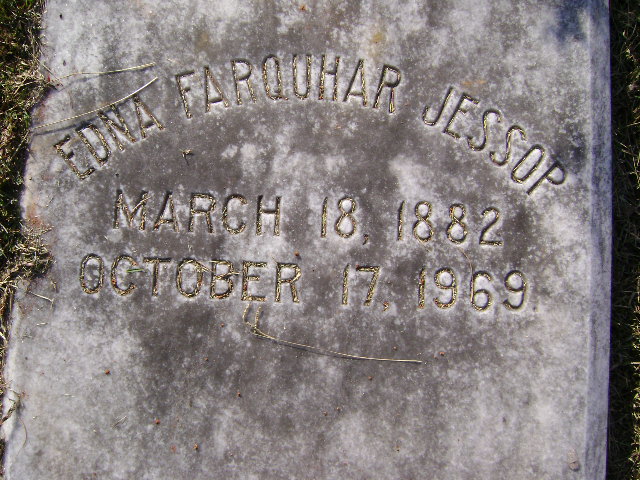 EDNA FARQUHAR JESSOP
MARCH 18, 1882
OCTOBER 17, 1969